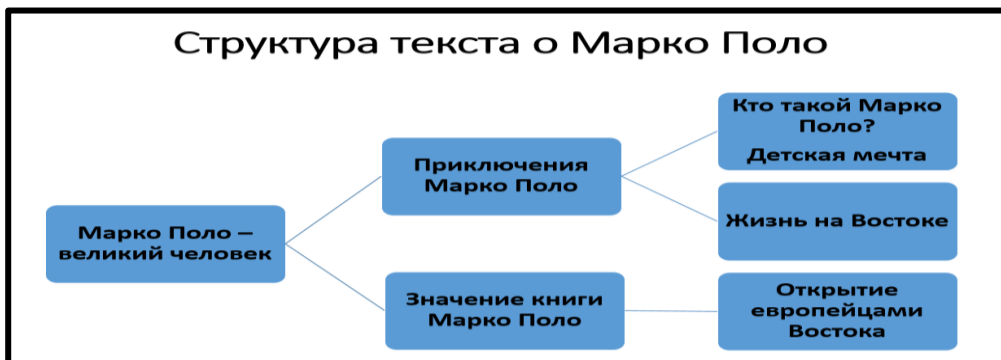 Структура текста о Марко Поло
Кто такой Марко
Поло?
Детская мечта
Приключения
Марко Поло
Жизнь на Востоке
Марко Поло –
великий человек
Значение книги
Марко Поло
Открытие
европейцами
Востока